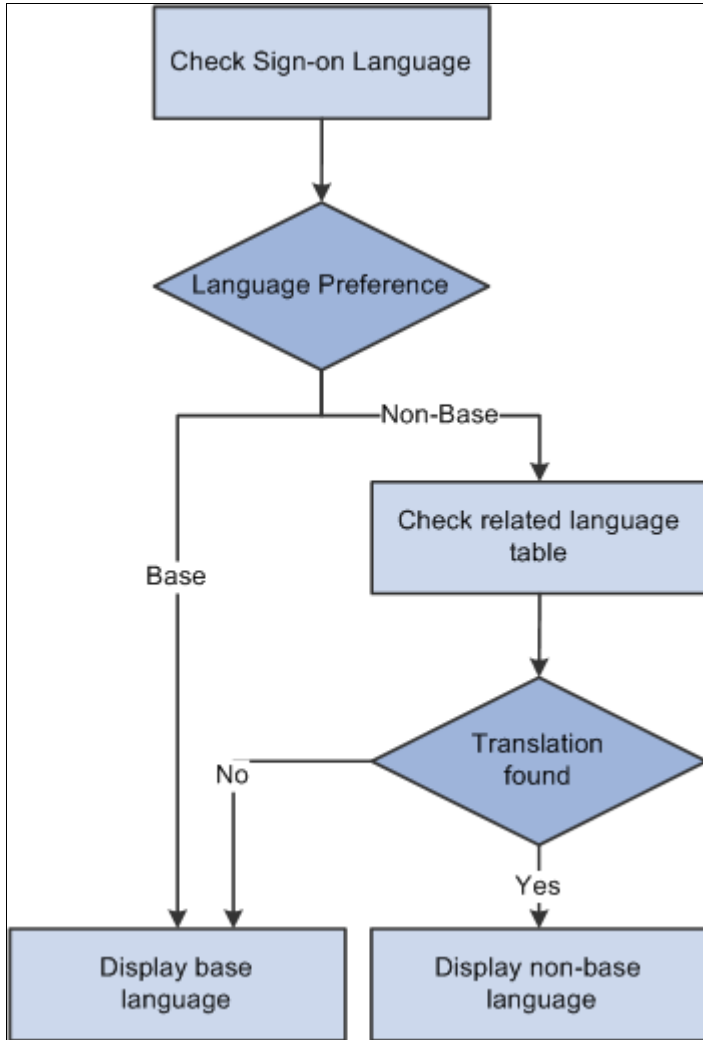 Check Sign-on Language
Language Preference
Non-Base
Check related language
table
Base
Translation
found
No
Yes
Display base
language
Display non-base
language